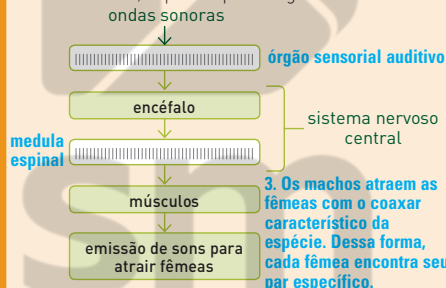 ondas sonoras
órgão sensorial auditivo
encéfalo
sistema nervoso
central
medula
espinal
músculos
3. Os machos atraem as
fêmeas com o coaxar
característico da
espécie. Dessa forma,
cada fêmea encontra seu
par específico.
emissão de sons para
atrair fêmeas
sm